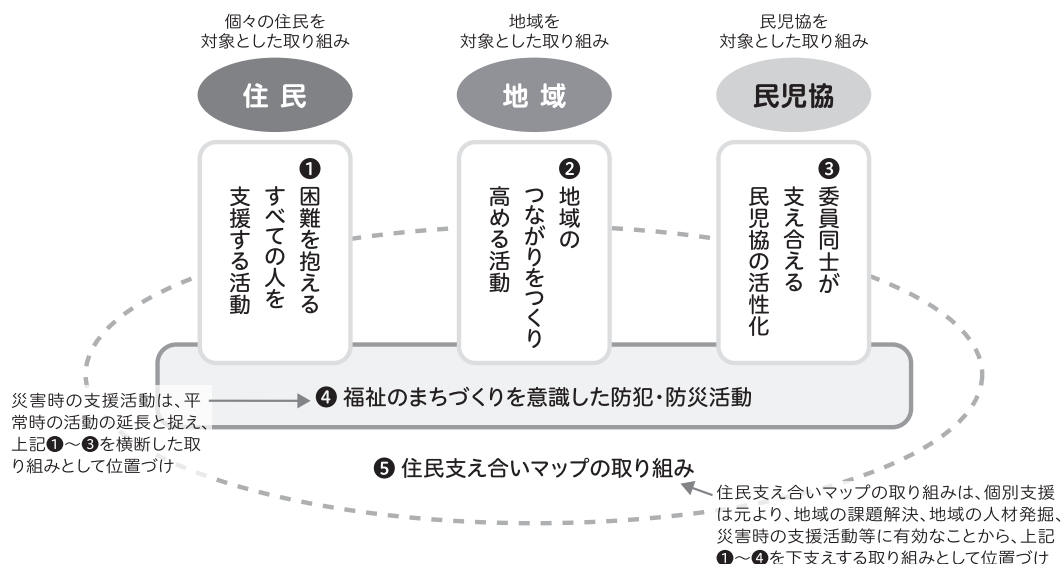 個々の住民を
対象とした取り組み
地域を
対象とした取り組み
民児協を
対象とした取り組み
住民
地域
民児協
❶
困難を抱える
すべての人を
支援する活動
❷
地域の
つながりをつくり
高める活動
❸
委員同士が
支え合える
民児協の活性化
❹ 福祉のまちづくりを意識した防犯・防災活動
災害時の支援活動は、平
常時の活動の延長と捉え、
上記❶～❸を横断した取
り組みとして位置づけ
❺ 住民支え合いマップの取り組み
住民支え合いマップの取り組みは、個別支援
は元より、地域の課題解決、地域の人材発掘、
災害時の支援活動等に有効なことから、上記
❶～❹を下支えする取り組みとして位置づけ